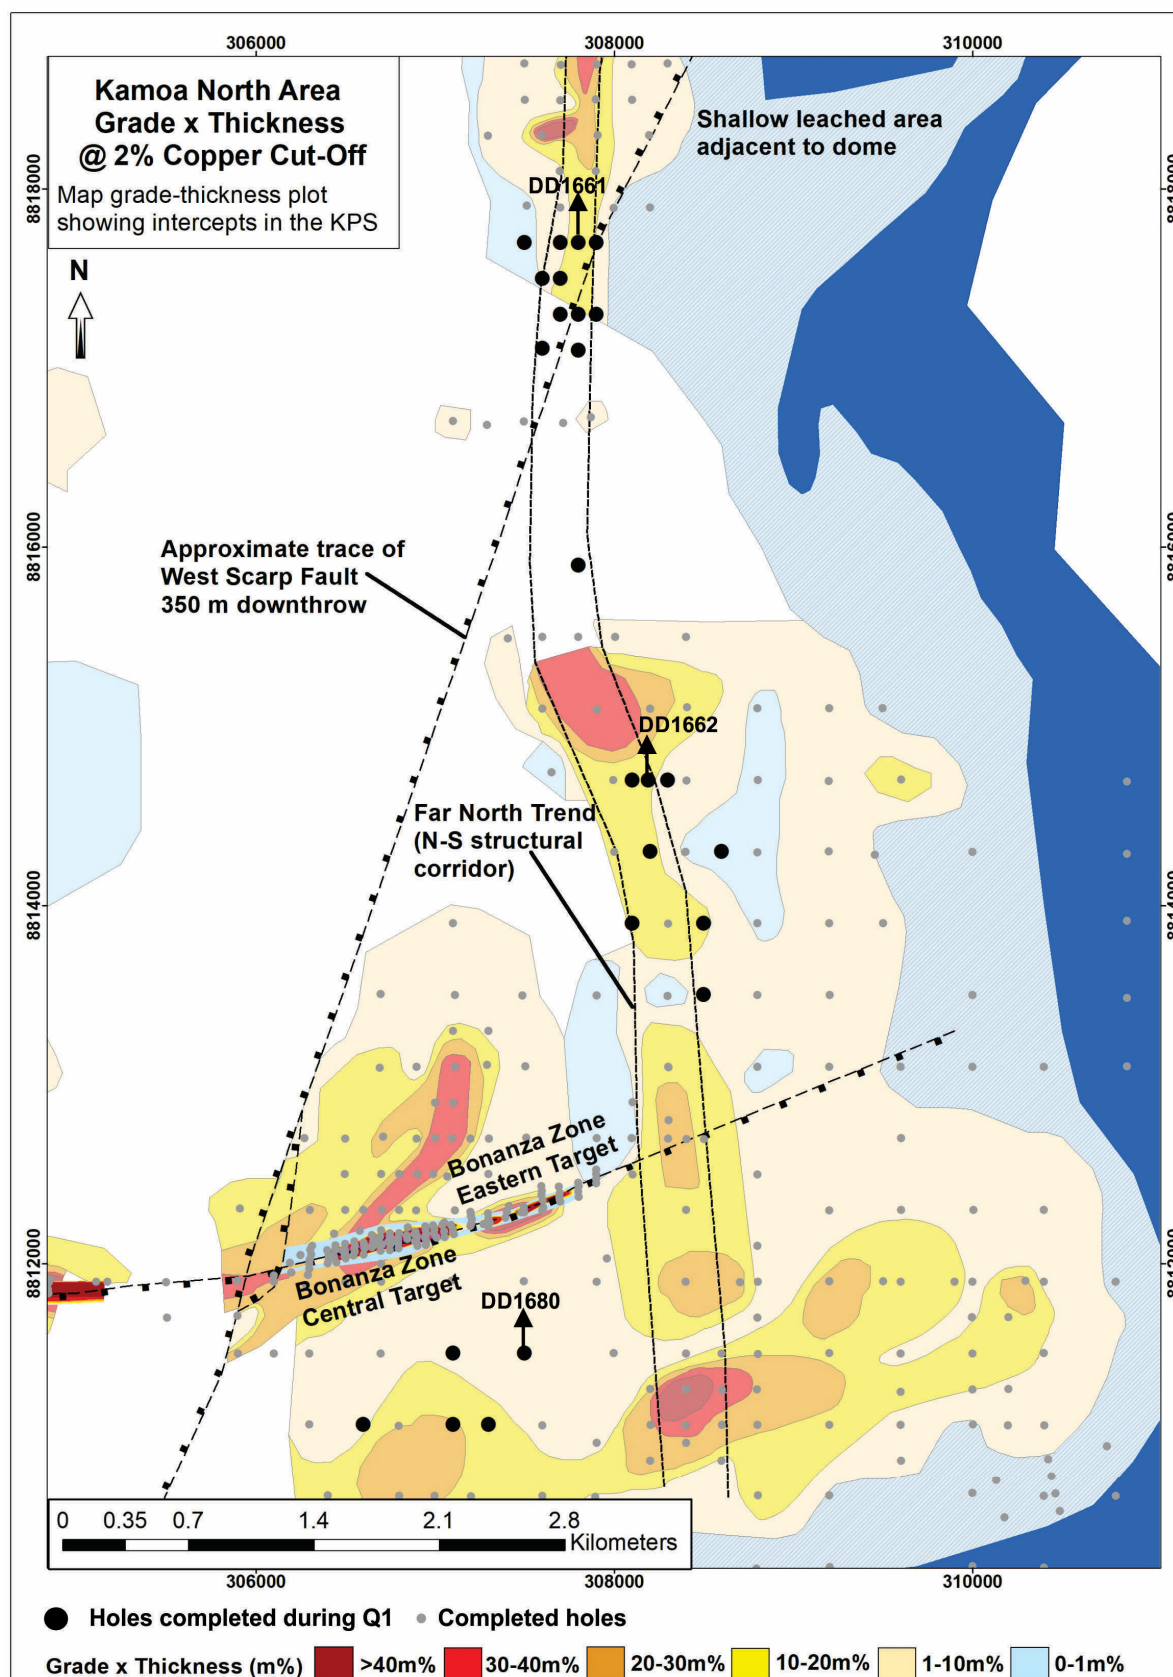 306000
308000
310000
Kamoa North Area
Grade x Thickness
@ 2% Copper Cut-Off
Map grade-thickness plot
showing intercepts in the KPS
Shallow leached area
adjacent to dome
8818000
8818000
DD1661
N
8816000
8816000
Approximate trace of
West Scarp Fault
350 m downthrow
DD1662
Far North Trend
(N-S structural
corridor)
8814000
8814000
Bonanza Zone
Eastern Target
8812000
8812000
Bonanza Zone
Central Target
DD1680
0
0.35
0.7
1.4
2.1
2.8
Kilometers
306000
308000
310000
Holes completed during Q1
Completed holes
Grade x Thickness (m%)
>40m%
30-40m%
20-30m%
10-20m%
1-10m%
0-1m%